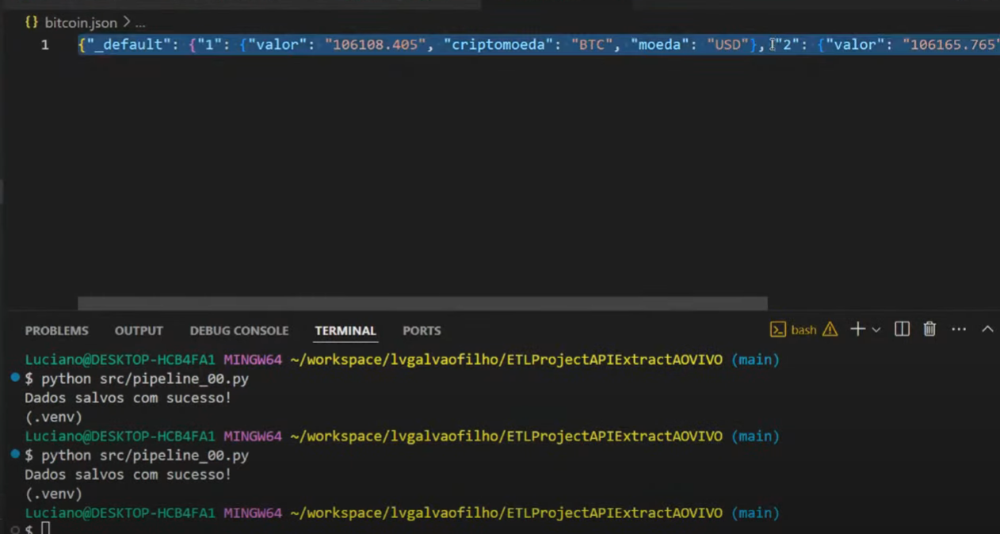 {} bitcoin.json > ...
1 {"_default": {"1": {"valor": "106108.405", "criptomoeda": "BTC", "moeda": "USD"}, "2": {"valor": "106165.765"
PROBLEMS OUTPUT DEBUG CONSOLE TERMINAL PORTS bash
Luciano@DESKTOP-HCB4FA1 MINGW64 ~/workspace/lvgalvaofilho/ETLProjectAPIExtractAOVIVO (main)
$ python src/pipeline_00.py
Dados salvos com sucesso!
(.venv)
Luciano@DESKTOP-HCB4FA1 MINGW64 ~/workspace/lvgalvaofilho/ETLProjectAPIExtractAOVIVO (main)
$ python src/pipeline_00.py
Dados salvos com sucesso!
(.venv)
Luciano@DESKTOP-HCB4FA1 MINGW64 ~/workspace/lvgalvaofilho/ETLProjectAPIExtractAOVIVO (main)
$